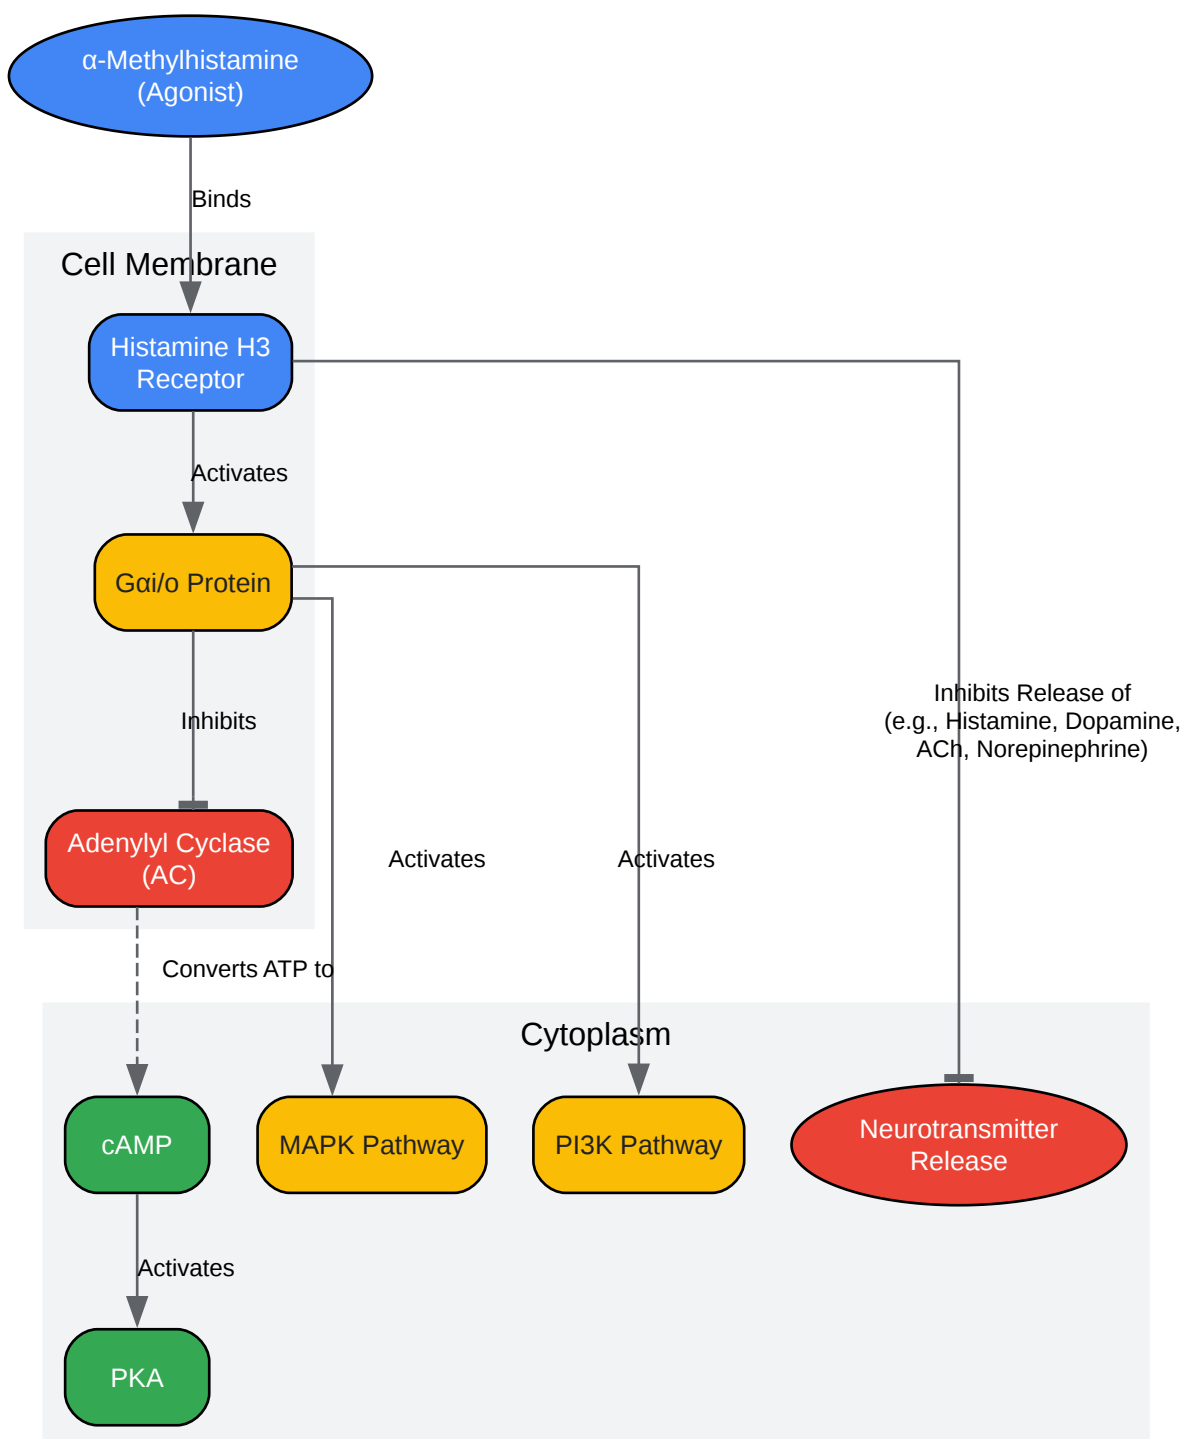 α-Methylhistamine
(Agonist)
Binds
Cell Membrane
Histamine H3
Receptor
Activates
Gαi/o Protein
Inhibits
Inhibits Release of
(e.g., Histamine, Dopamine,
ACh, Norepinephrine)
Adenylyl Cyclase
(AC)
Activates
Activates
Converts ATP to
Cytoplasm
cAMP
MAPK Pathway
PI3K Pathway
Neurotransmitter
Release
Activates
PKA